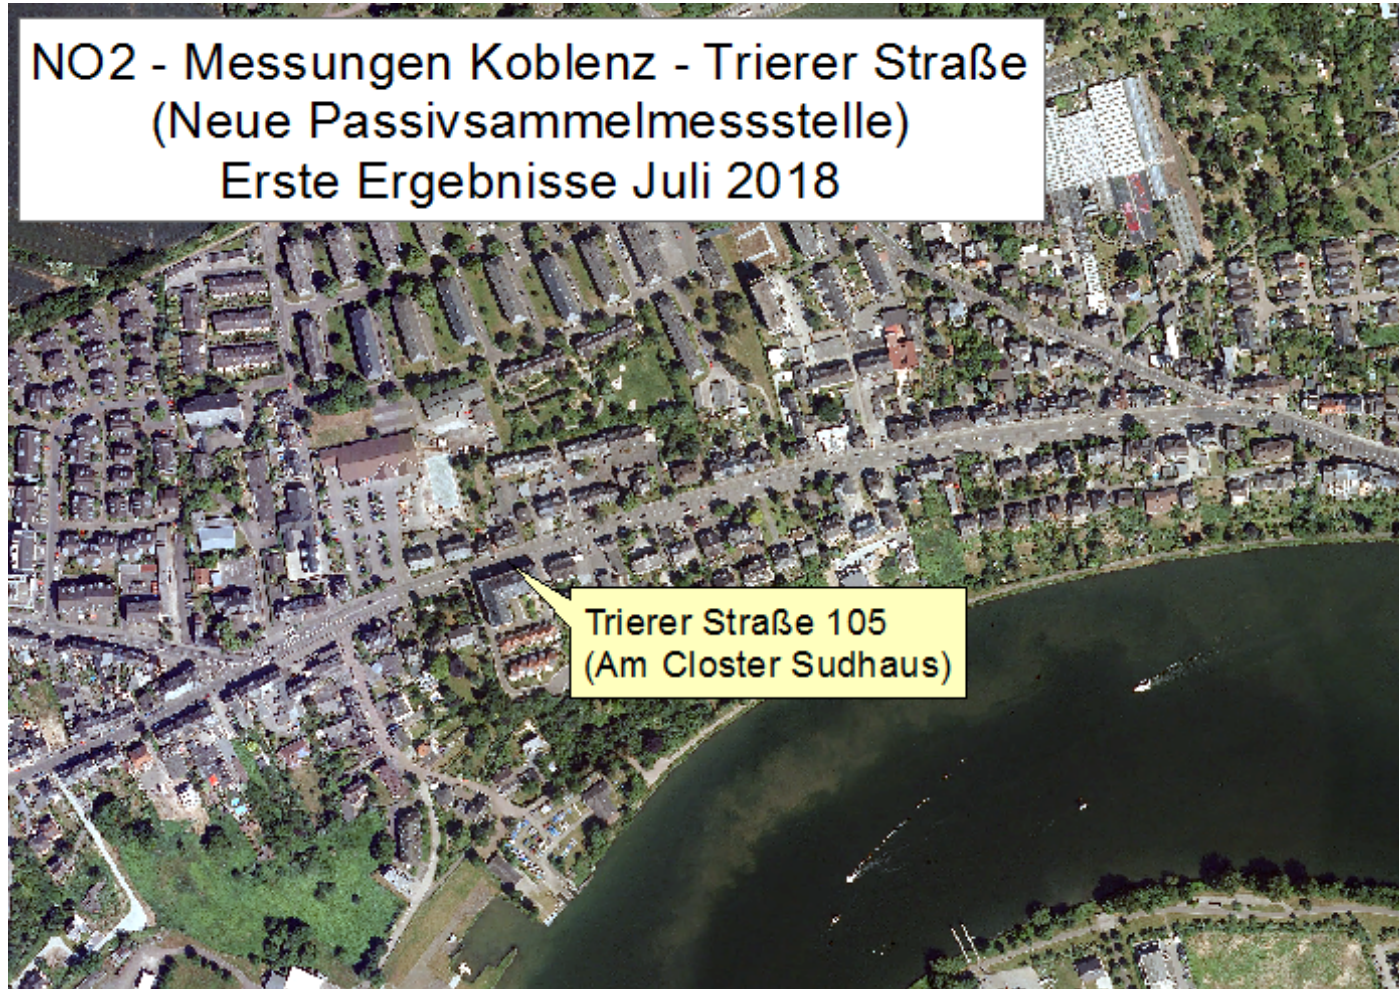 NO2 - Messungen Koblenz - Trierer Straße
(Neue Passivsammelmessstelle)
Erste Ergebnisse Juli 2018
Trierer Straße 105
(Am Closter Sudhaus)